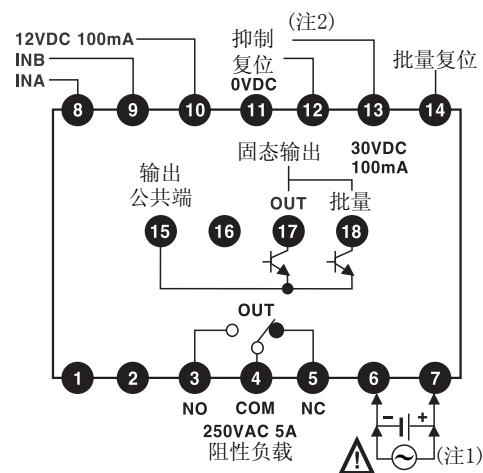 12VDC 100mA
INB
INA
抑制
(注2)
复位
0VDC
批量复位
8 9 10 11 12 13 14
固态输出
30VDC
100mA
输出
公共端
OUT
批量
15 16 17 18
OUT
1 2 3 4 5 6 7
NO COM NC
250VAC 5A
阻性负载
- +
(注1)